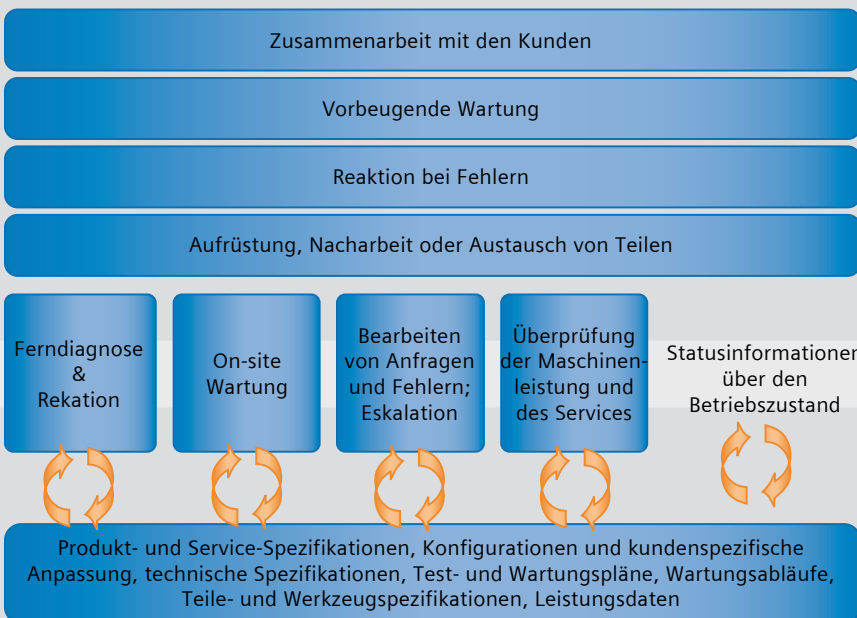 Zusammenarbeit mit den Kunden
Vorbeugende Wartung
Reaktion bei Fehlern
Aufrüstung, Nacharbeit oder Austausch von Teilen
Ferndiagnose
&
Rekation
On-site
Wartung
Bearbeiten
von Anfragen
und Fehlern;
Eskalation
Überprüfung
der Maschinen-
leistung und
des Services
Statusinformationen
über den
Betriebszustand
Produkt- und Service-Spezifikationen, Konfigurationen und kundenspezifische
Anpassung, technische Spezifikationen, Test- und Wartungspläne, Wartungsabläufe,
Teile- und Werkzeugspezifikationen, Leistungsdaten